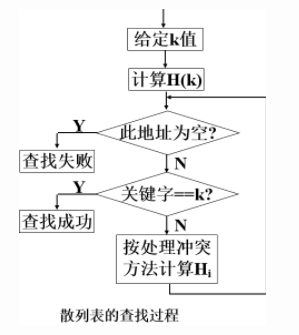 给定k值
计算H(k)
此地址为空?
Y
N
查找失败
关键字==k?
Y
N
查找成功
按处理冲突
方法计算Hi
散列表的查找过程